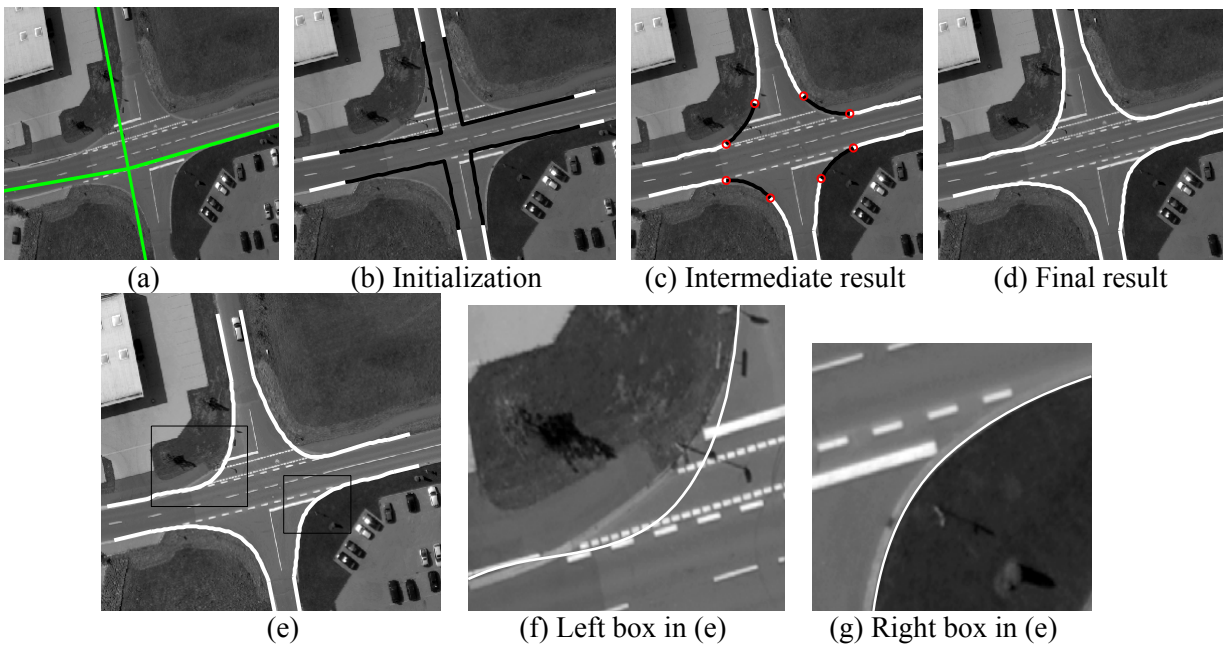 (a)
(b) Initialization
(c) Intermediate result
(d) Final result
(e)
(f) Left box in (e)
(g) Right box in (e)